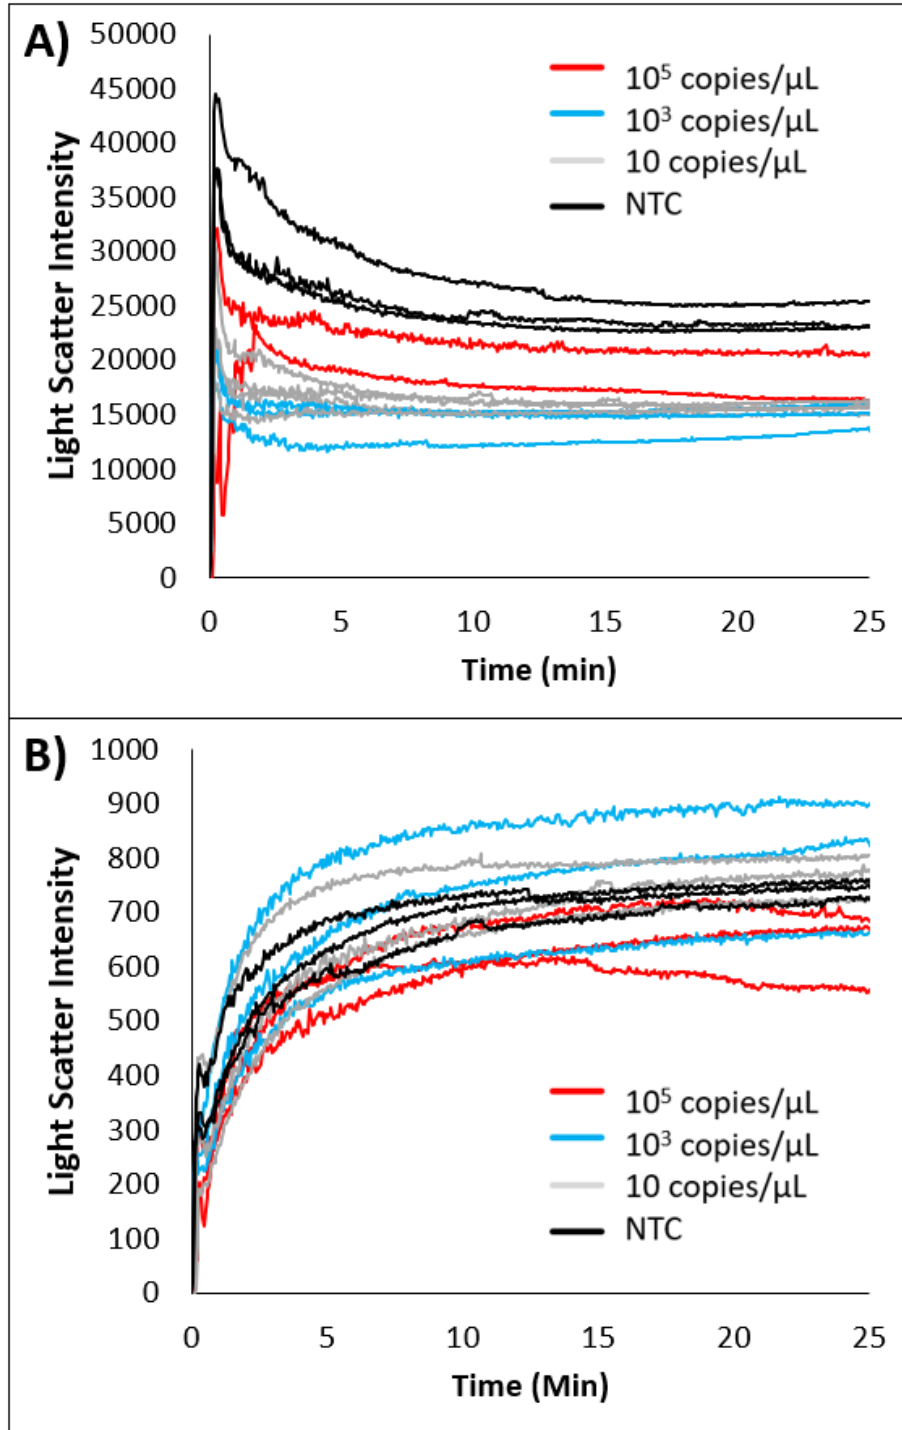 A)
Light Scatter Intensity
50000
45000
40000
35000
30000
25000
20000
15000
10000
5000
0
10⁵ copies/µL
10³ copies/µL
10 copies/µL
NTC
0 5 10 15 20 25
Time (min)
B)
Light Scatter Intensity
1000
900
800
700
600
500
400
300
200
100
0
10⁵ copies/µL
10³ copies/µL
10 copies/µL
NTC
0 5 10 15 20 25
Time (Min)